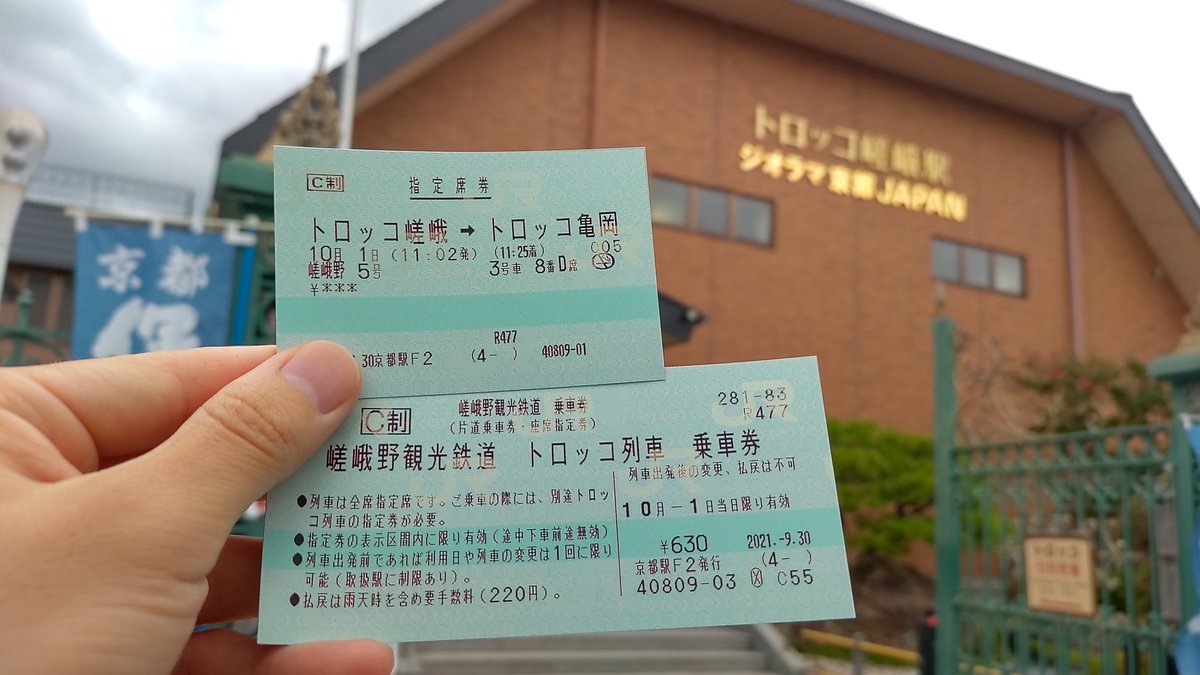 トロッコ嵯峨駅
ジオラマ京都JAPAN
京都
C制
指定席券
トロッコ嵯峨 → トロッコ亀岡
10月 1日 (11:02発) (11:25着) C05
嵯峨野 5号 3号車 8番D席
¥***
R477
30京都駅F2 (4- ) 40809-01
C制
嵯峨野観光鉄道 乗車券
(片道乗車券・座席指定券)
281-83
R477
嵯峨野観光鉄道 トロッコ列車 乗車券
●列車は全席指定席です。ご乗車の際には、別途トロッ
コ列車の指定券が必要。
●指定券の表示区間内に限り有効(途中下車前途無効)
●列車出発前であれば利用日や列車の変更は1回に限り
可能(取扱駅に制限あり)。
●払戻は雨天時を含め要手数料(220円)。
列車出発後の変更、払戻は不可
10月-1日当日限り有効
¥630 2021.-9.30
京都駅F2発行 (4- )
40809-03 C55